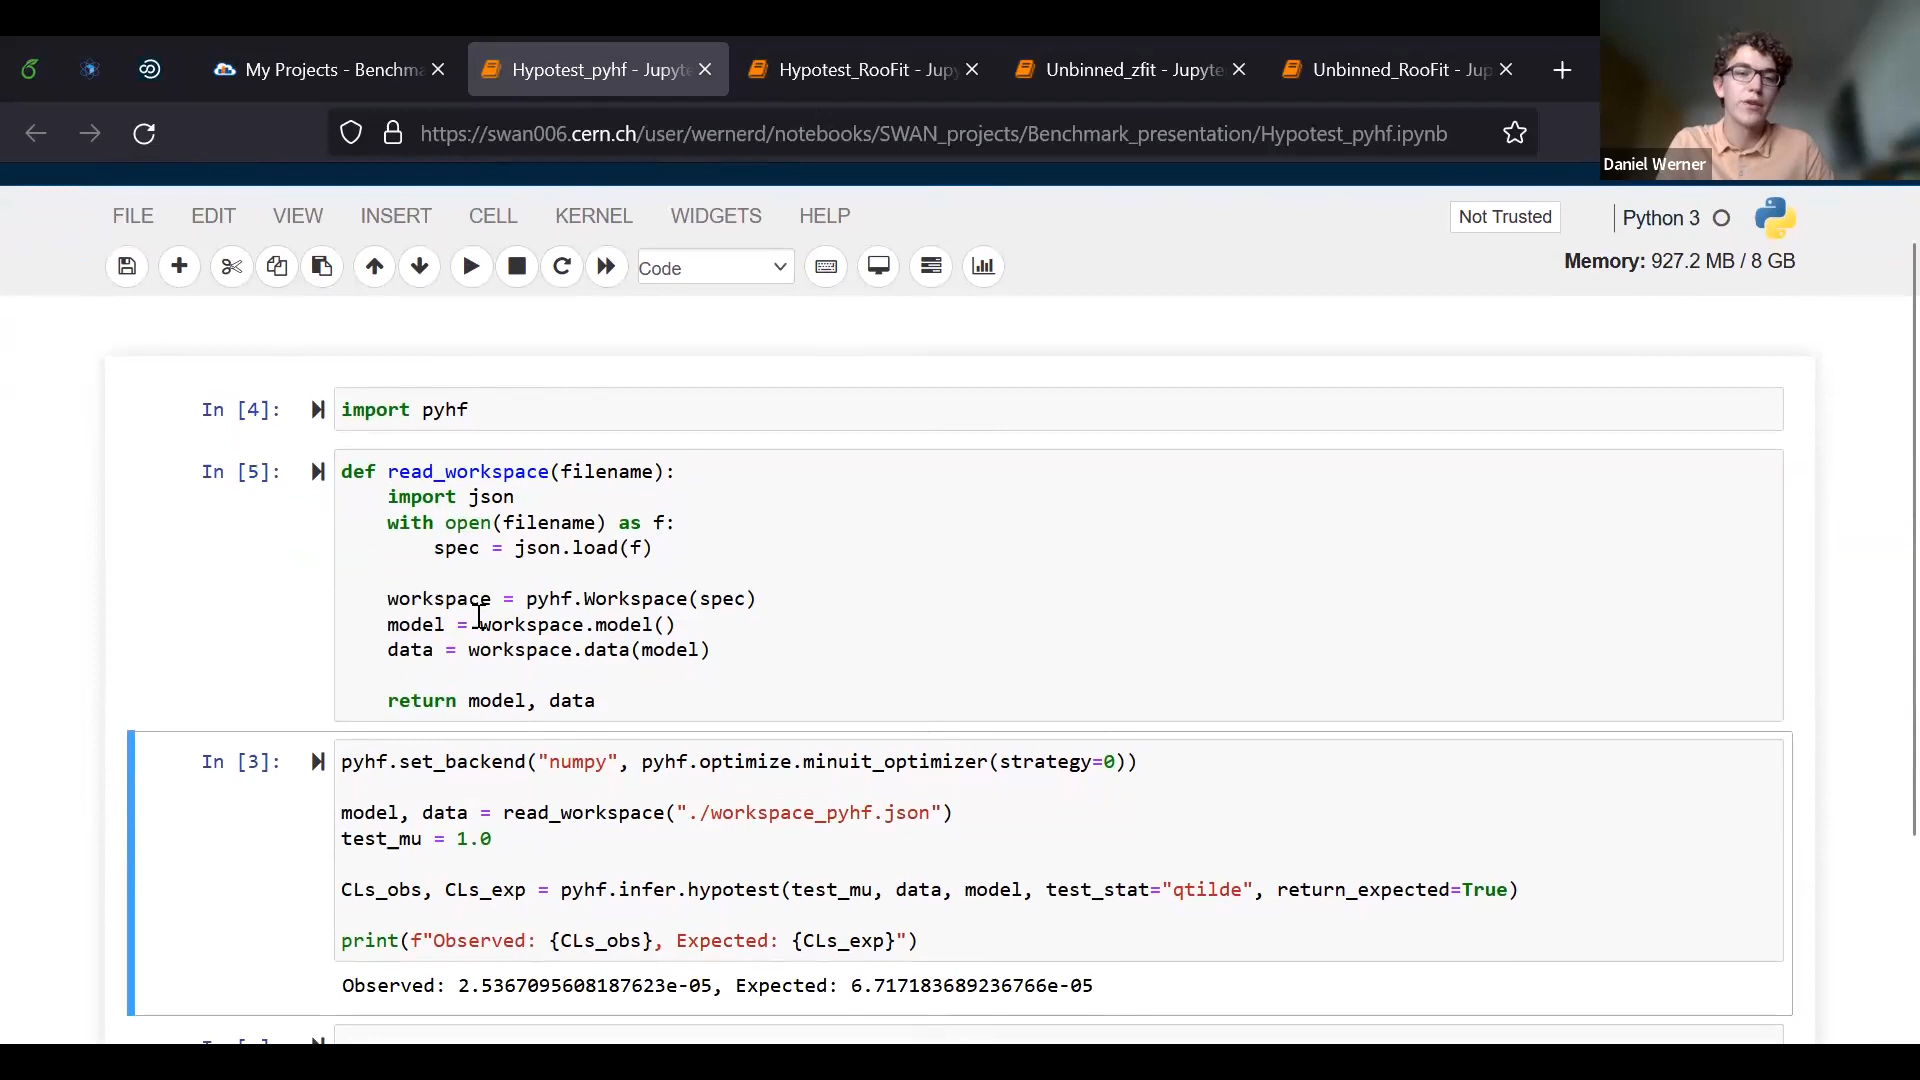 My Projects - Benchma
Hypotest_pyhf - Jupyte
Hypotest_RooFit - Jupy
Unbinned_zfit - Jupyte
Unbinned_RooFit - Jup
https://swan006.cern.ch/user/wernerd/notebooks/SWAN_projects/Benchmark_presentation/Hypotest_pyhf.ipynb
Daniel Werner
FILE EDIT VIEW INSERT CELL KERNEL WIDGETS HELP
Not Trusted
Python 3
Code
Memory: 927.2 MB / 8 GB
In [4]: import pyhf
In [5]: def read_workspace(filename):
import json
with open(filename) as f:
spec = json.load(f)
workspace = pyhf.Workspace(spec)
model = workspace.model()
data = workspace.data(model)
return model, data
In [3]: pyhf.set_backend("numpy", pyhf.optimize.minuit_optimizer(strategy=0))
model, data = read_workspace("./workspace_pyhf.json")
test_mu = 1.0
CLs_obs, CLs_exp = pyhf.infer.hypotest(test_mu, data, model, test_stat="qtilde", return_expected=True)
print(f"Observed: {CLs_obs}, Expected: {CLs_exp}")
Observed: 2.5367095608187623e-05, Expected: 6.717183689236766e-05